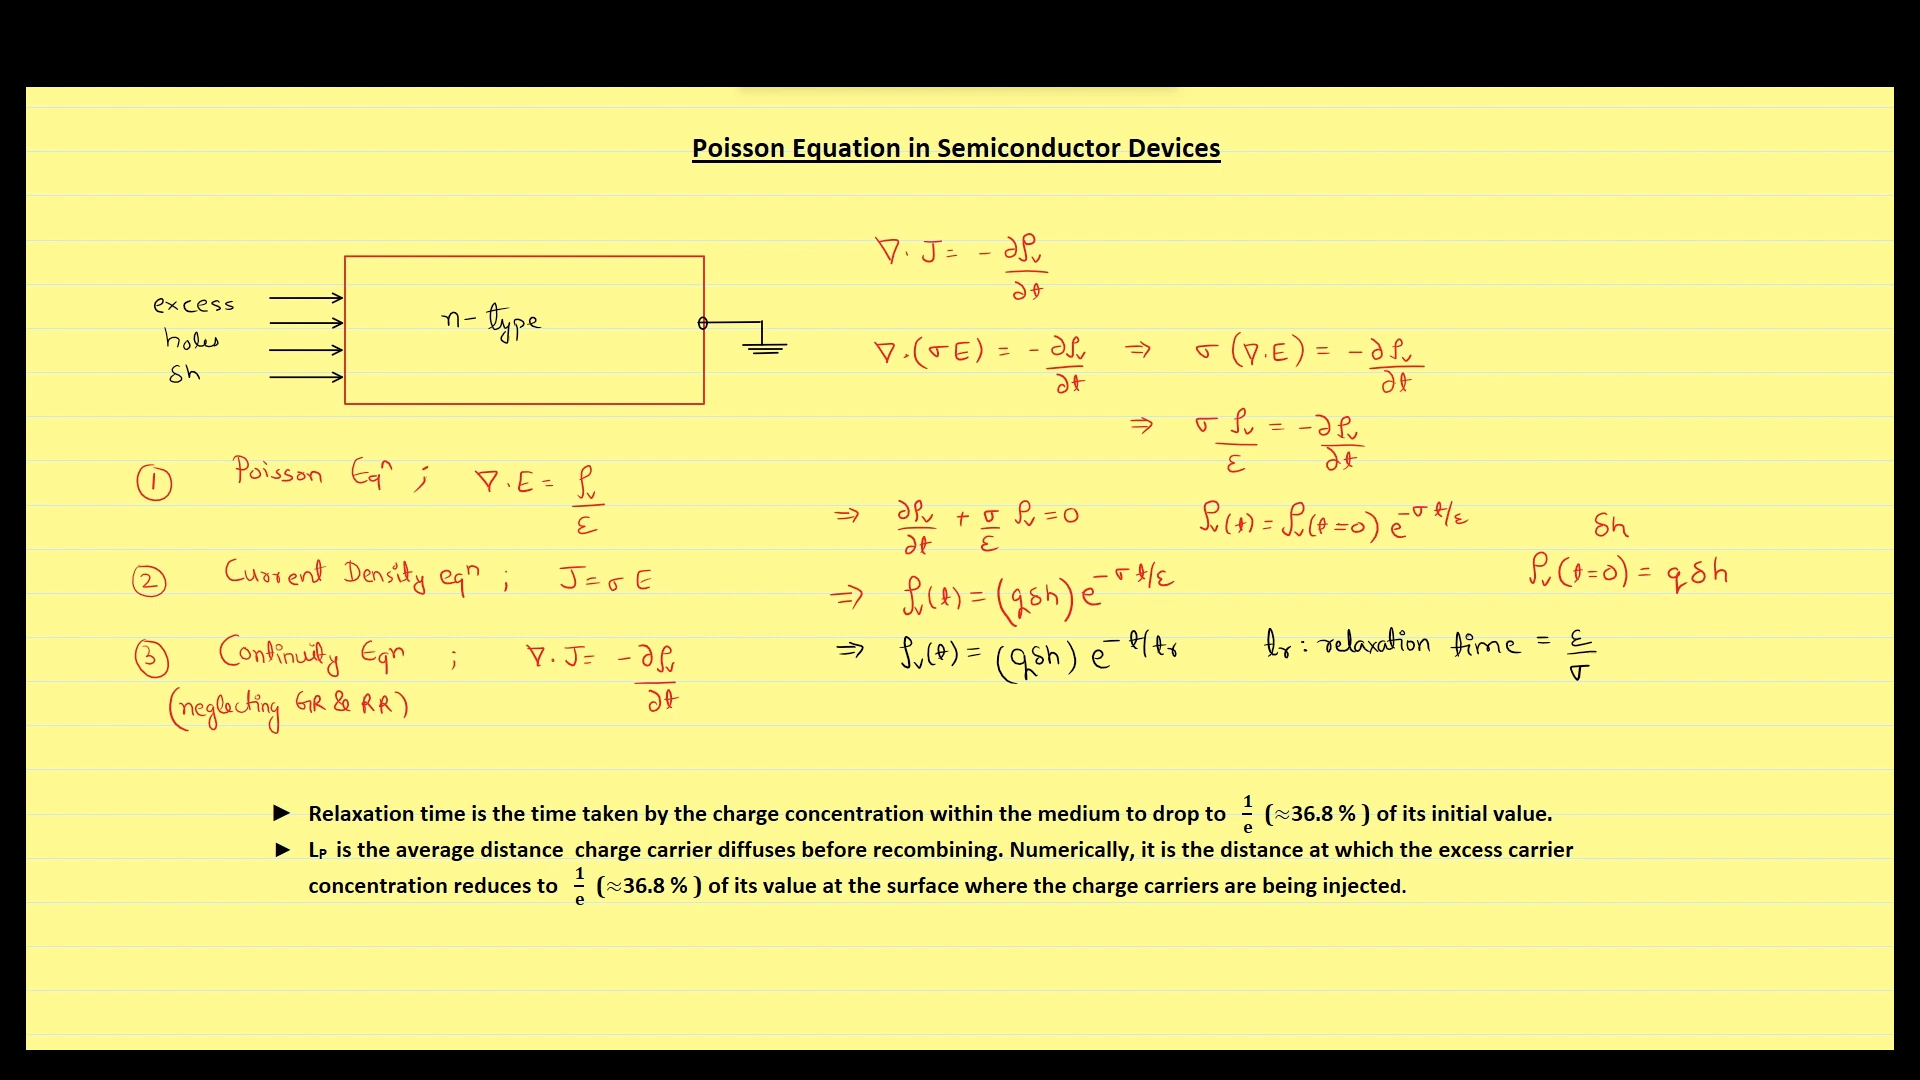 Poisson Equation in Semiconductor Devices
excess
holes
δh
n-type
① Poisson Eqⁿ ; ∇.E = ρᵥ/ε
② Current Density eqⁿ ; J = σE
③ Continuity Eqn ; ∇.J = -∂ρᵥ/∂t
(neglecting GR & RR)
∇.J = -∂ρᵥ/∂t
∇.(σE) = -∂ρᵥ/∂t ⇒ σ(∇.E) = -∂ρᵥ/∂t
⇒ σ ρᵥ/ε = -∂ρᵥ/∂t
⇒ ∂ρᵥ/∂t + σ/ε ρᵥ = 0 ρᵥ(t) = ρᵥ(t=0) e^(-σt/ε) δh
⇒ ρᵥ(t) = (qδh) e^(-σt/ε) ρᵥ(t=0) = qδh
⇒ ρᵥ(t) = (qδh) e^(-t/tᵣ) tᵣ : relaxation time = ε/σ
► Relaxation time is the time taken by the charge concentration within the medium to drop to 1/e (≈36.8 % ) of its initial value.
► Lₚ is the average distance charge carrier diffuses before recombining. Numerically, it is the distance at which the excess carrier
concentration reduces to 1/e (≈36.8 % ) of its value at the surface where the charge carriers are being injected.